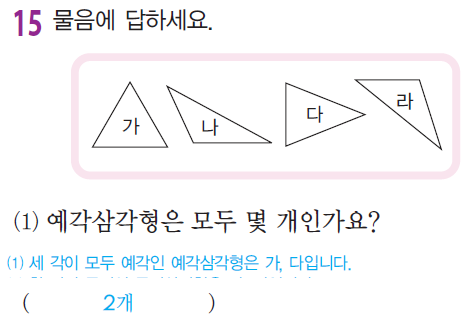 15 물음에 답하세요.
가 나 다 라
(1) 예각삼각형은 모두 몇 개인가요?
(1) 세 각이 모두 예각인 예각삼각형은 가, 다입니다.
( 2개 )